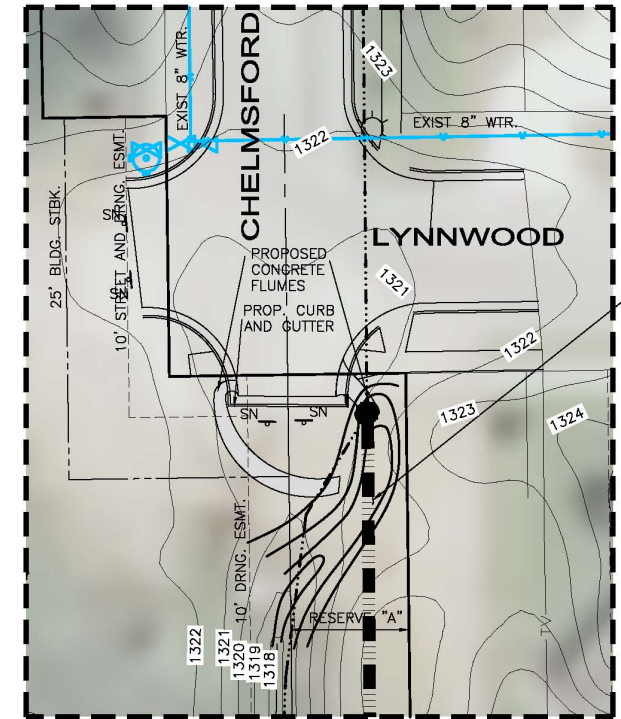 EXIST 8" WTR.
CHELMSFORD
1323
EXIST 8" WTR.
1322
25' BLDG. STBK.
10' STREET AND DRNG. ESMT.
SN
SN
LYNNWOOD
PROPOSED
CONCRETE
FLUMES
1321
PROP. CURB
AND GUTTER
1322
SN
SN
1323
1324
10' DRNG. ESMT.
RESERVE "A"
TV
1322
1321
1320
1319
1318